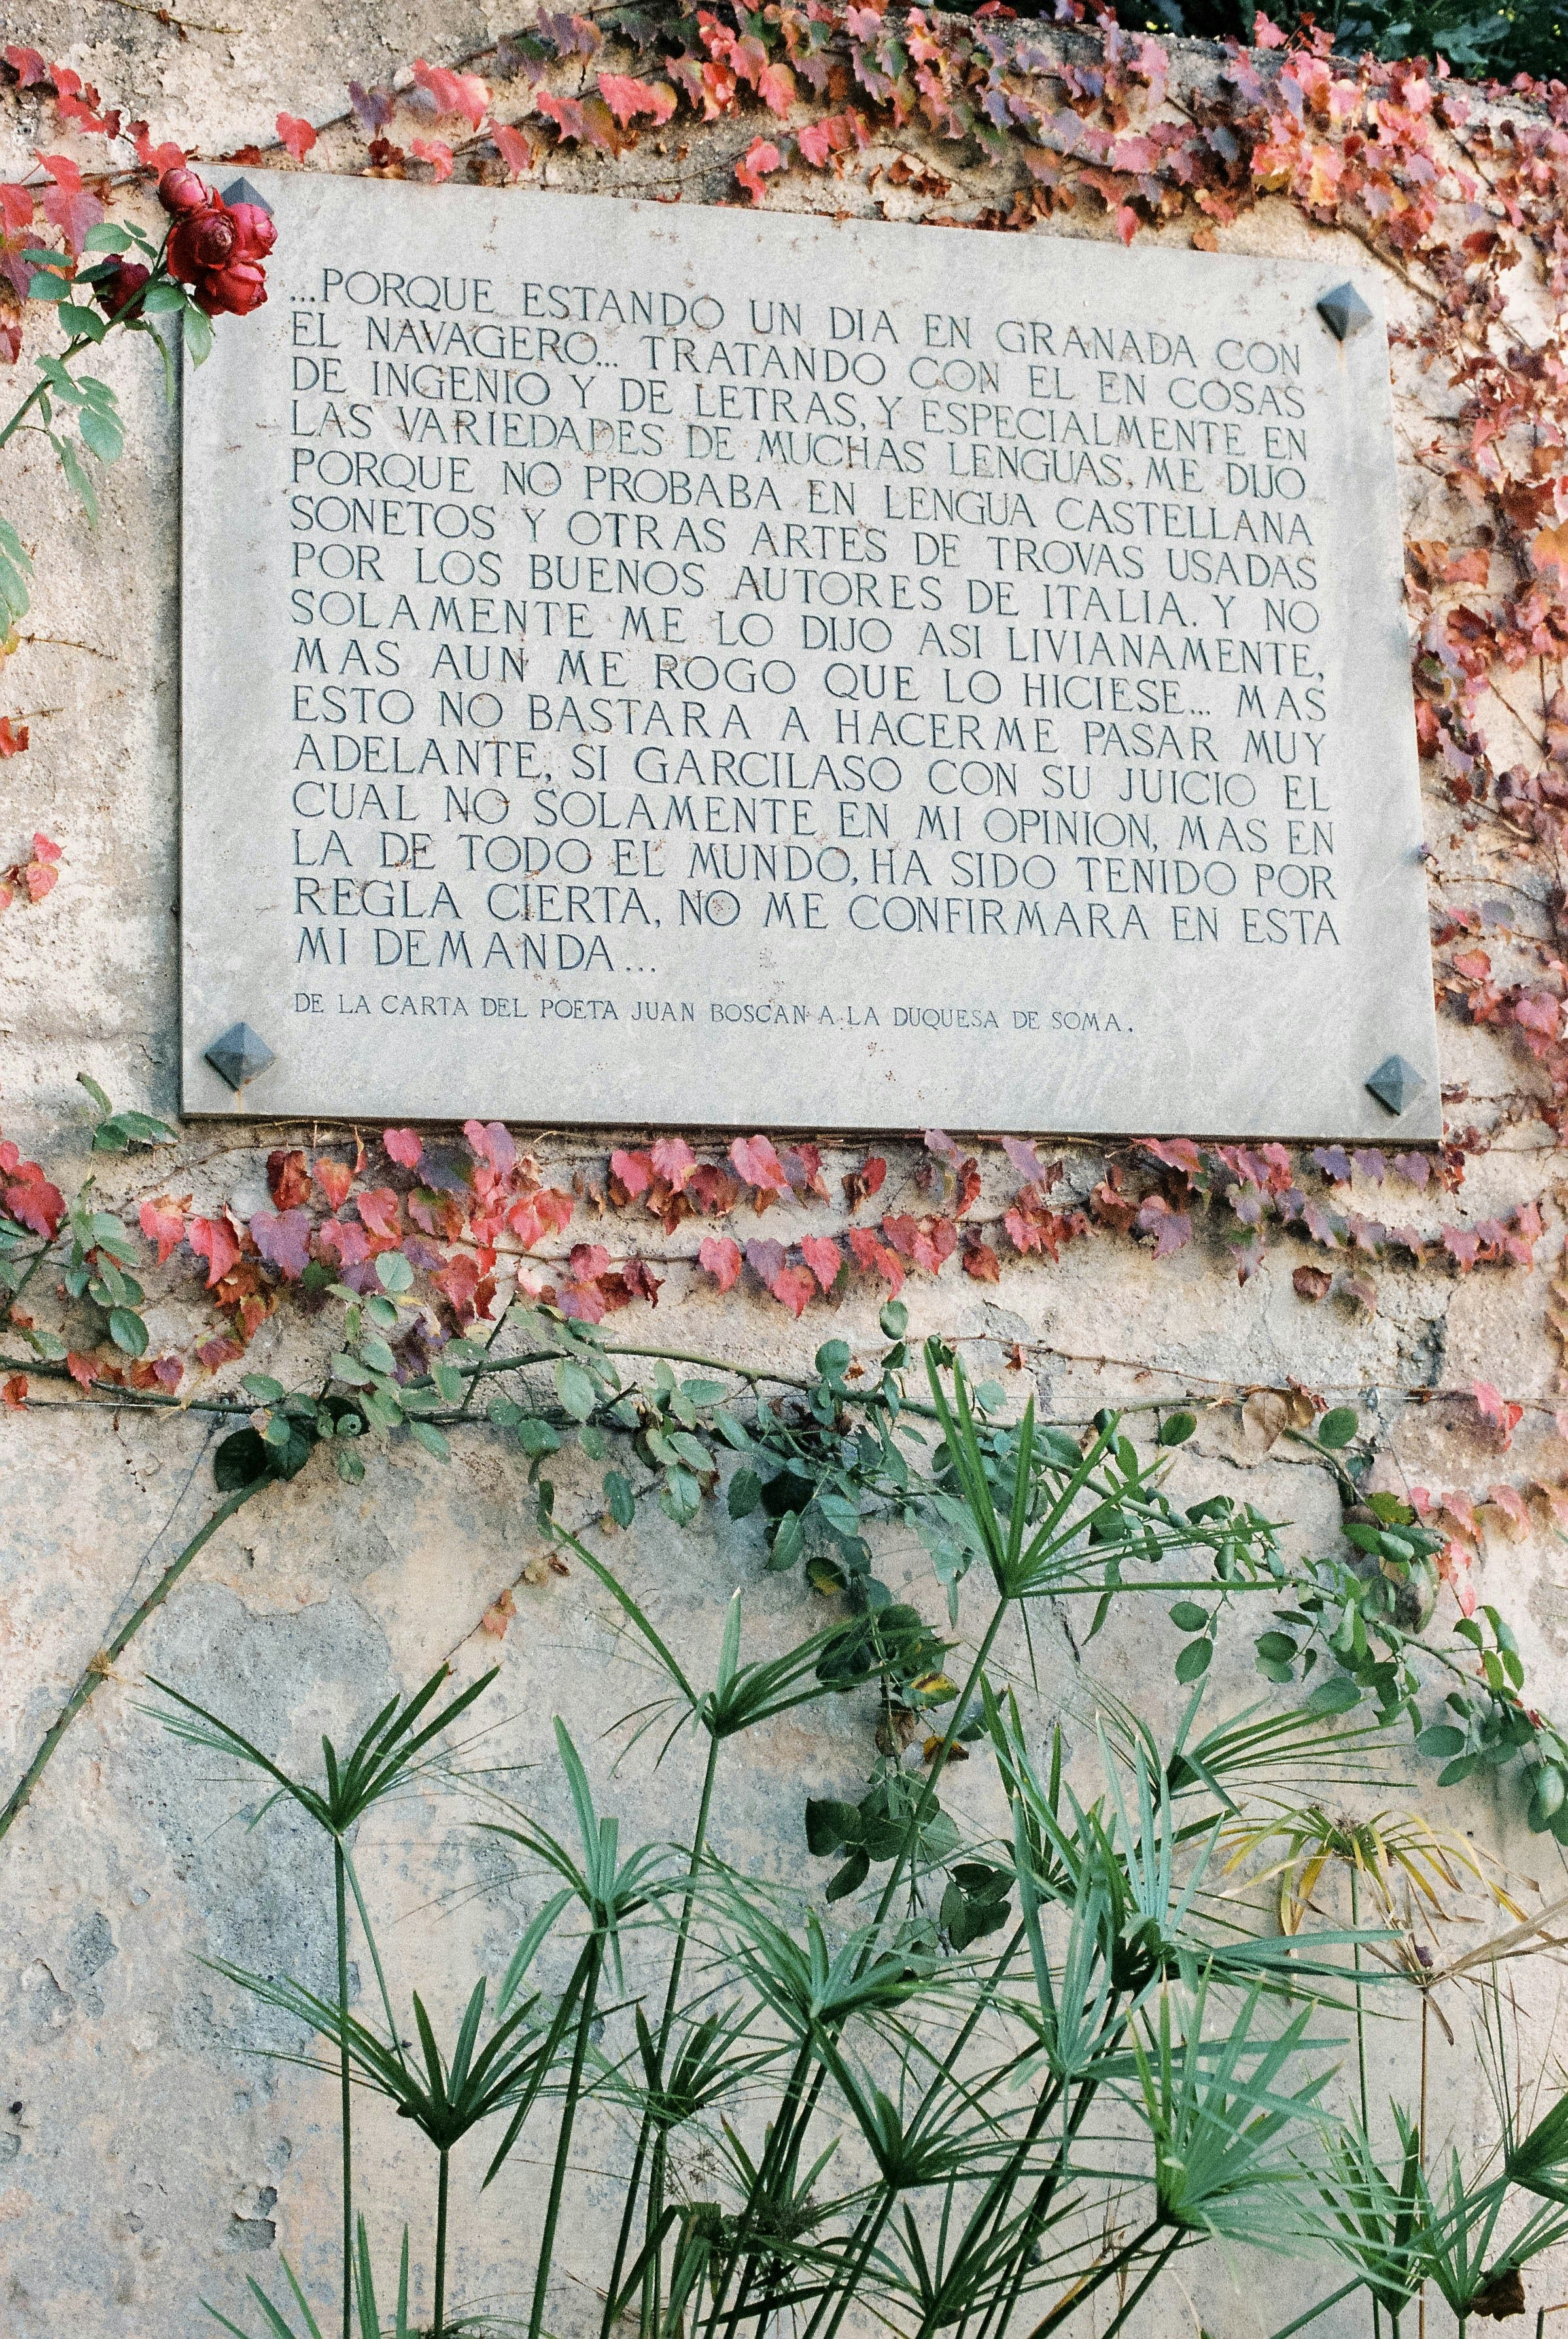 ...PORQUE ESTANDO UN DIA EN GRANADA CON
EL NAVAGERO... TRATANDO CON EL EN COSAS
DE INGENIO Y DE LETRAS, Y ESPECIALMENTE EN
LAS VARIEDADES DE MUCHAS LENGUAS, ME DIJO
PORQUE NO PROBABA EN LENGUA CASTELLANA
SONETOS Y OTRAS ARTES DE TROVAS USADAS
POR LOS BUENOS AUTORES DE ITALIA. Y NO
SOLAMENTE ME LO DIJO ASI LIVIANAMENTE,
MAS AUN ME ROGO QUE LO HICIESE... MAS
ESTO NO BASTARA A HACERME PASAR MUY
ADELANTE, SI GARCILASO CON SU JUICIO EL
CUAL NO SOLAMENTE EN MI OPINION, MAS EN
LA DE TODO EL MUNDO, HA SIDO TENIDO POR
REGLA CIERTA, NO ME CONFIRMARA EN ESTA
MI DEMANDA...
DE LA CARTA DEL POETA JUAN BOSCAN A LA DUQUESA DE SOMA.